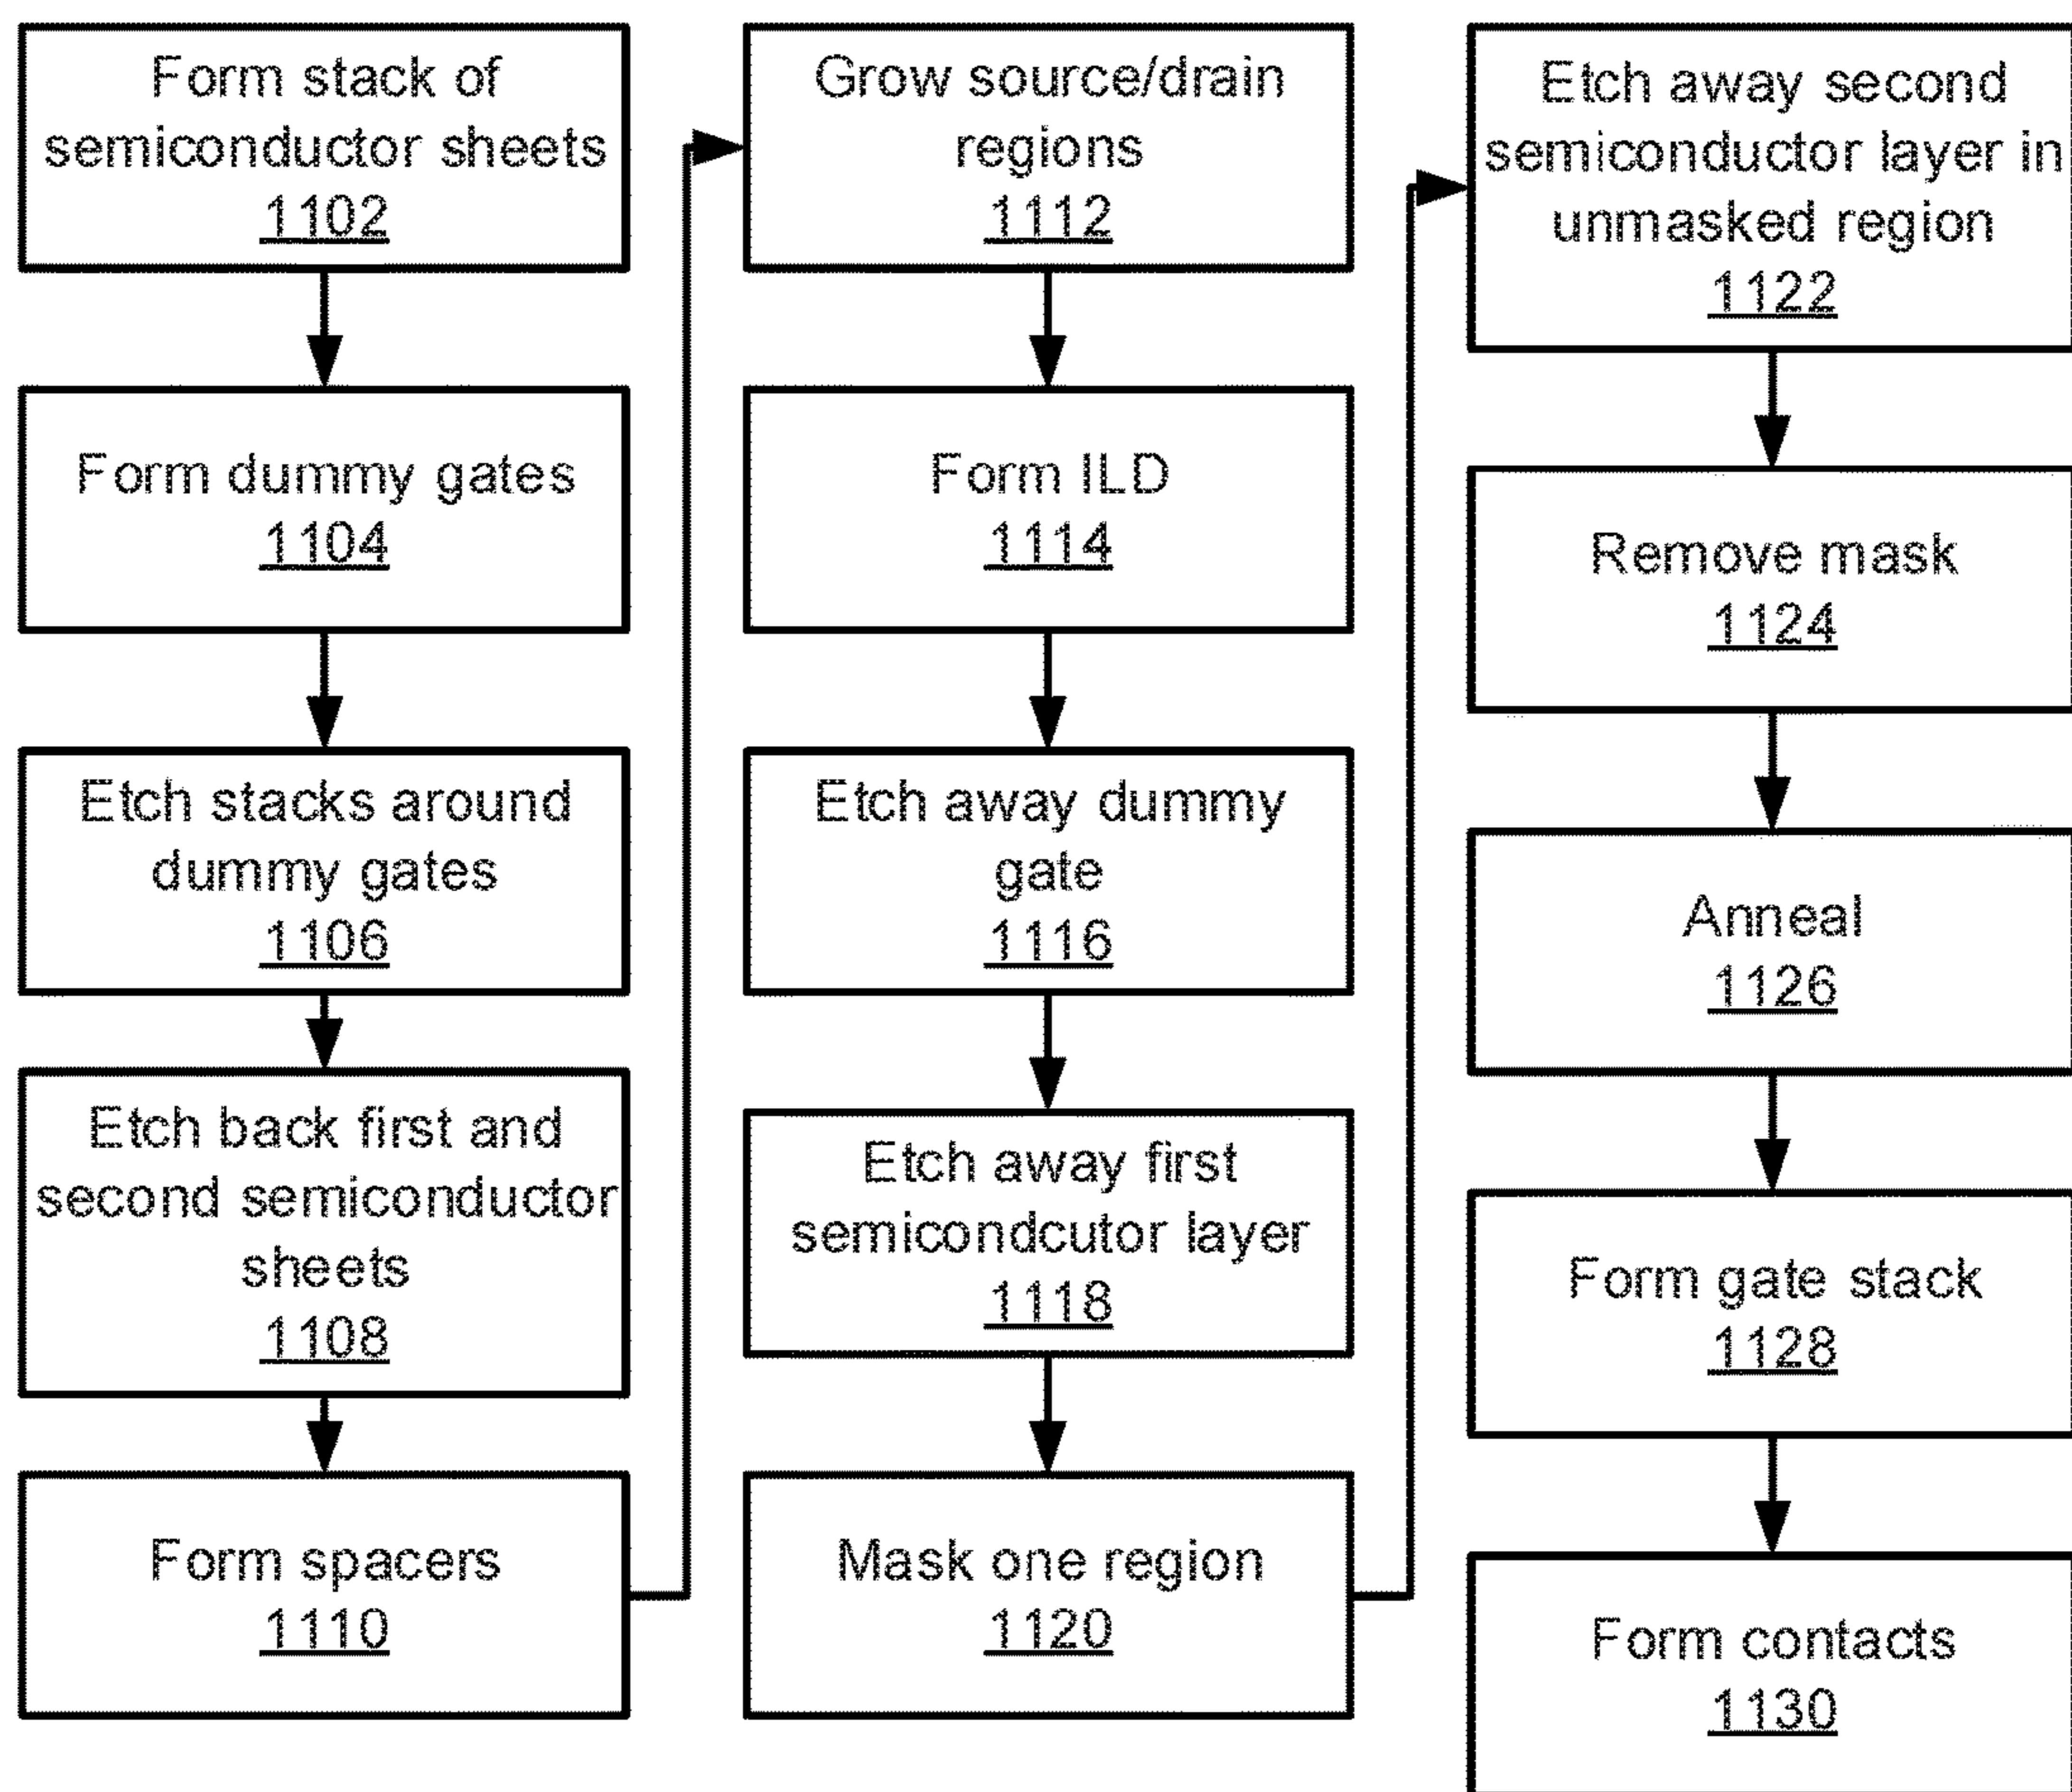 Form stack of
semiconductor sheets
1102
Form dummy gates
1104
Etch stacks around
dummy gates
1106
Etch back first and
second semiconductor
sheets
1108
Form spacers
1110
Grow source/drain
regions
1112
Form ILD
1114
Etch away dummy
gate
1116
Etch away first
semicondcutor layer
1118
Mask one region
1120
Etch away second
semiconductor layer in
unmasked region
1122
Remove mask
1124
Anneal
1126
Form gate stack
1128
Form contacts
1130